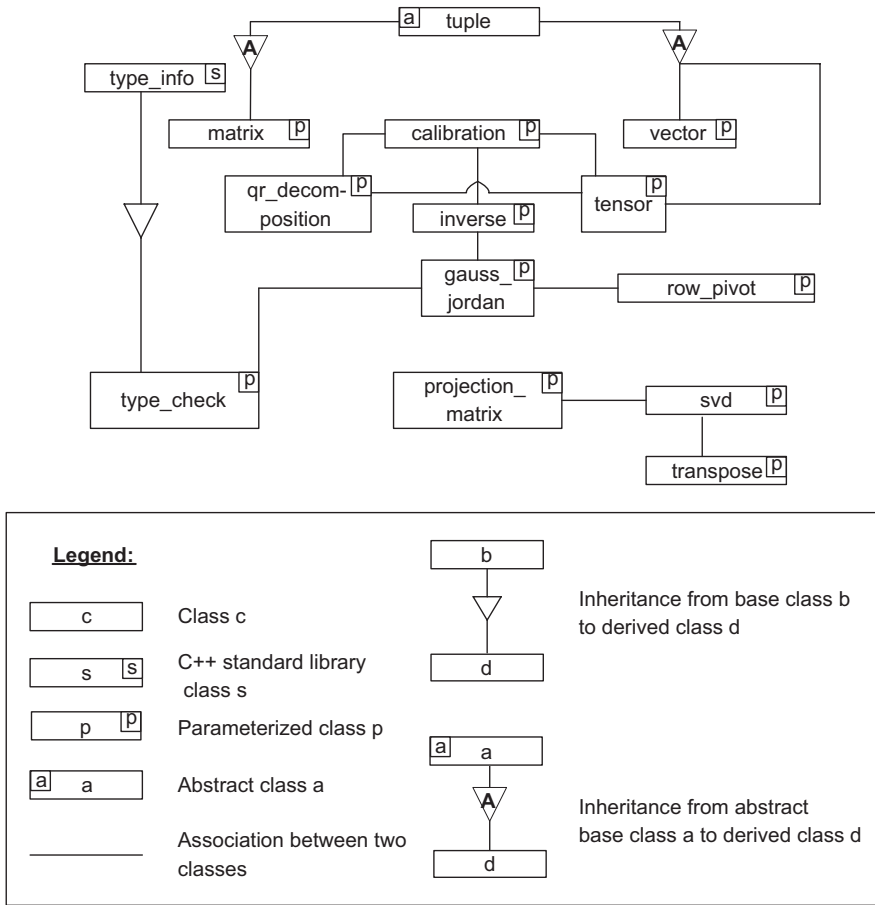 a tuple
A A
type_info s
matrix p
calibration p
vector p
qr_decom- p
position
tensor p
inverse p
gauss_ p
jordan
row_pivot p
type_check p
projection_ p
matrix
svd p
transpose p
Legend:
c Class c
s s C++ standard library
class s
p p Parameterized class p
a a Abstract class a
Association between two
classes
b
d
Inheritance from base class b
to derived class d
a a
A
d
Inheritance from abstract
base class a to derived class d